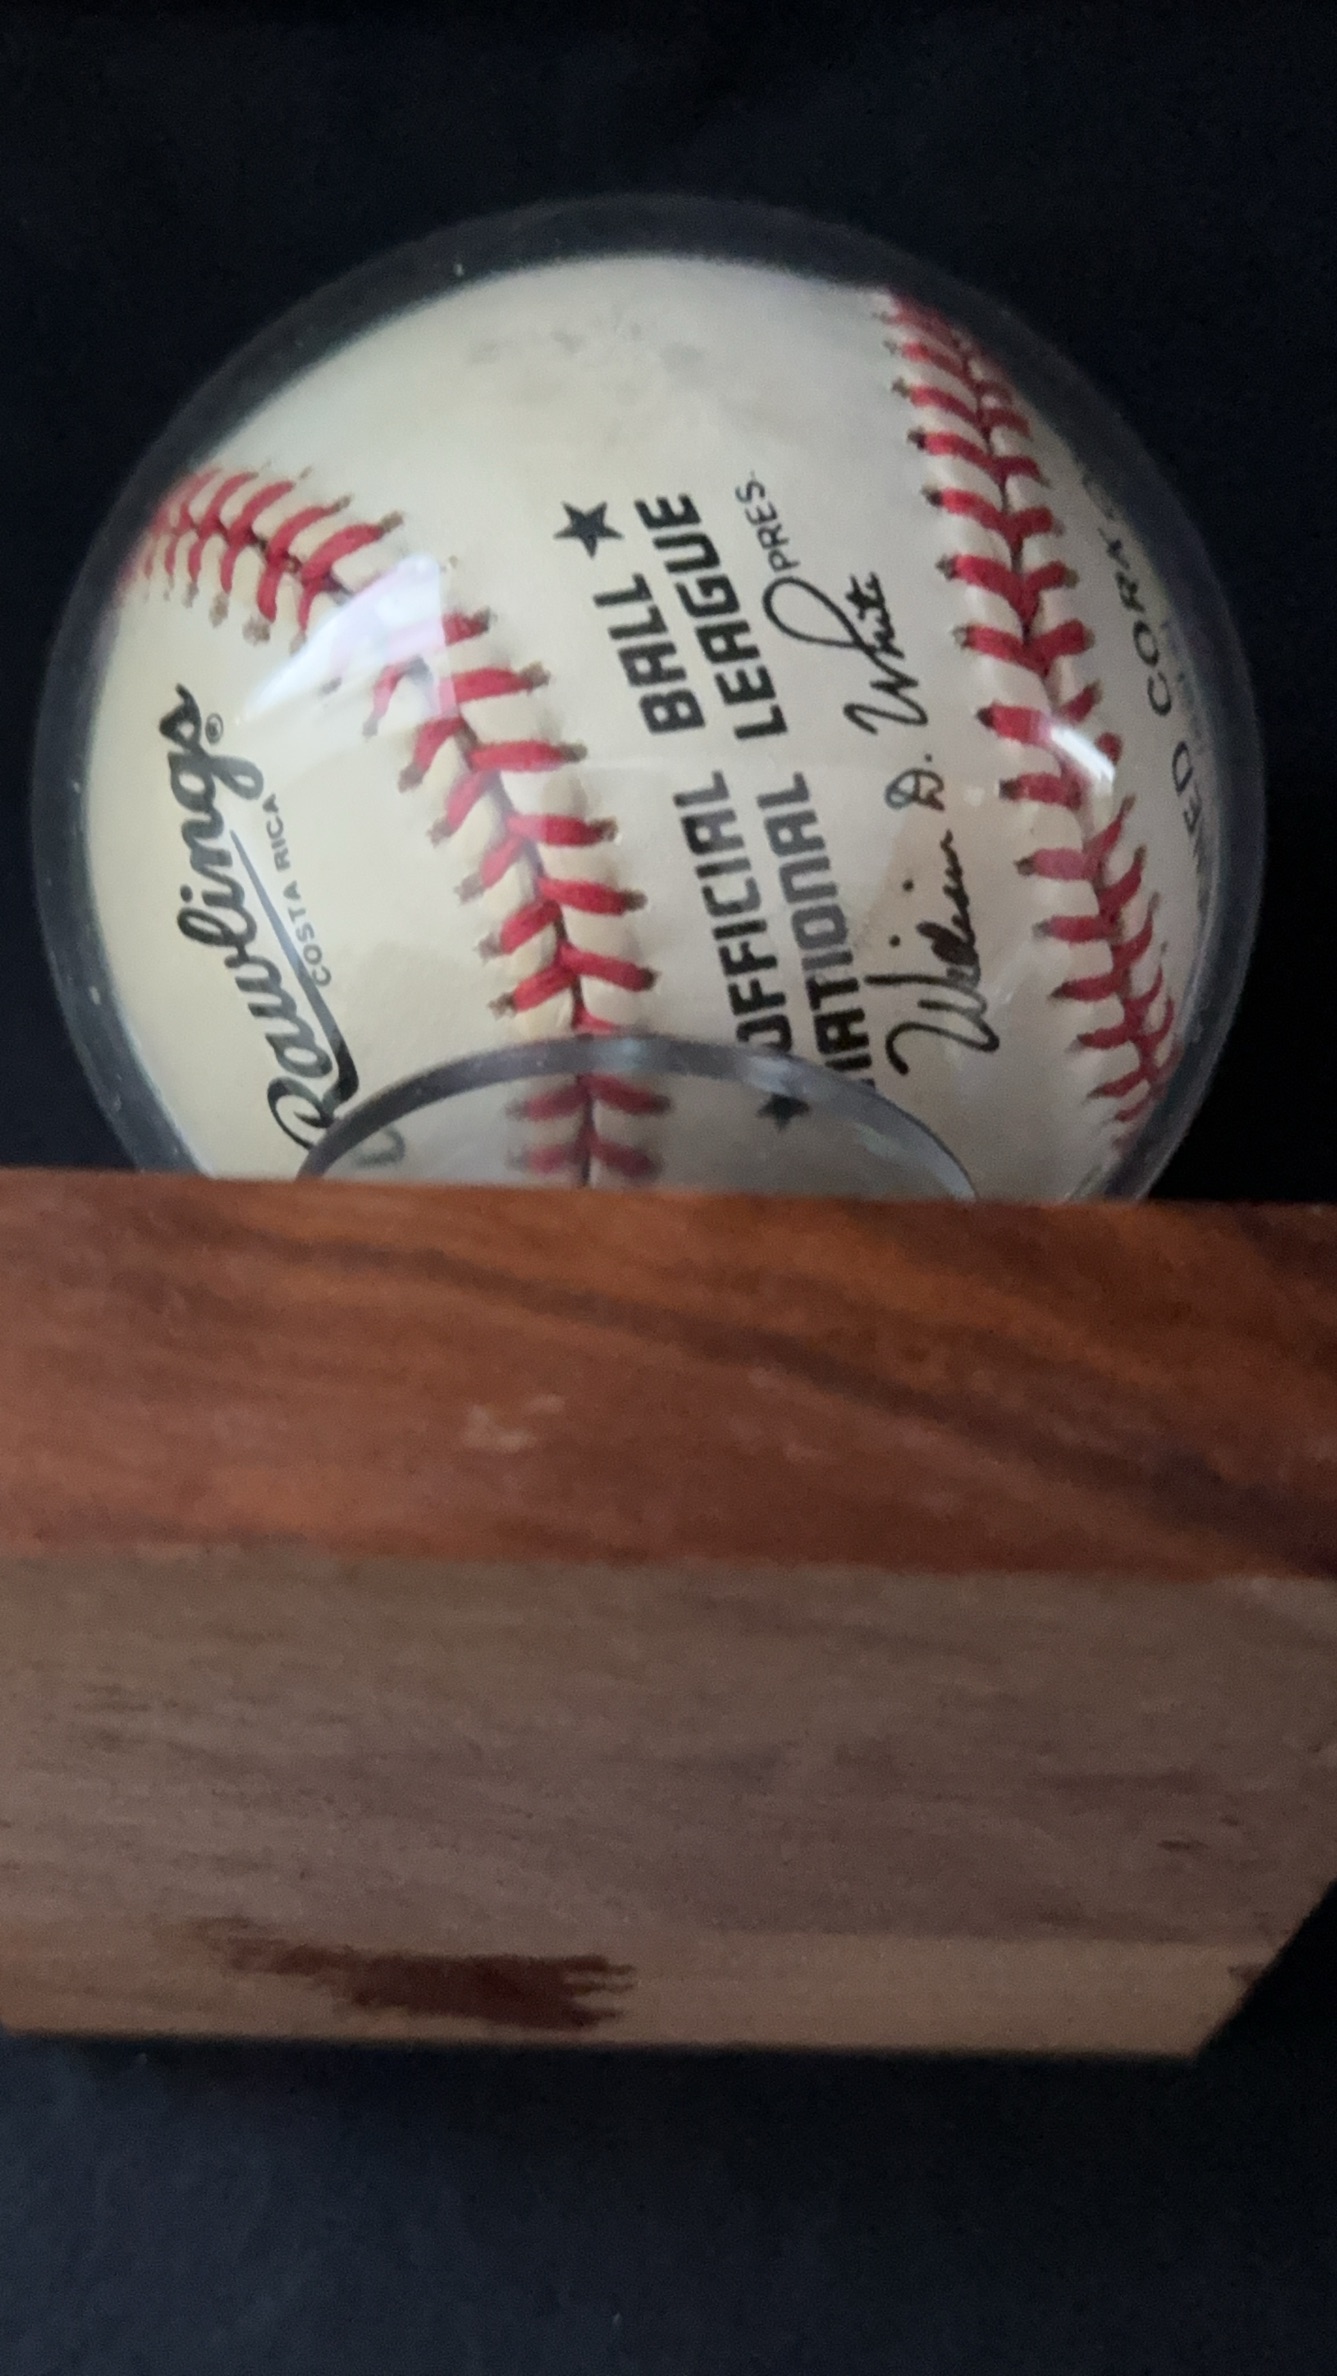 Rawlings®
COSTA RICA
★ OFFICIAL BALL ★
NATIONAL LEAGUE
William D. White PRES.